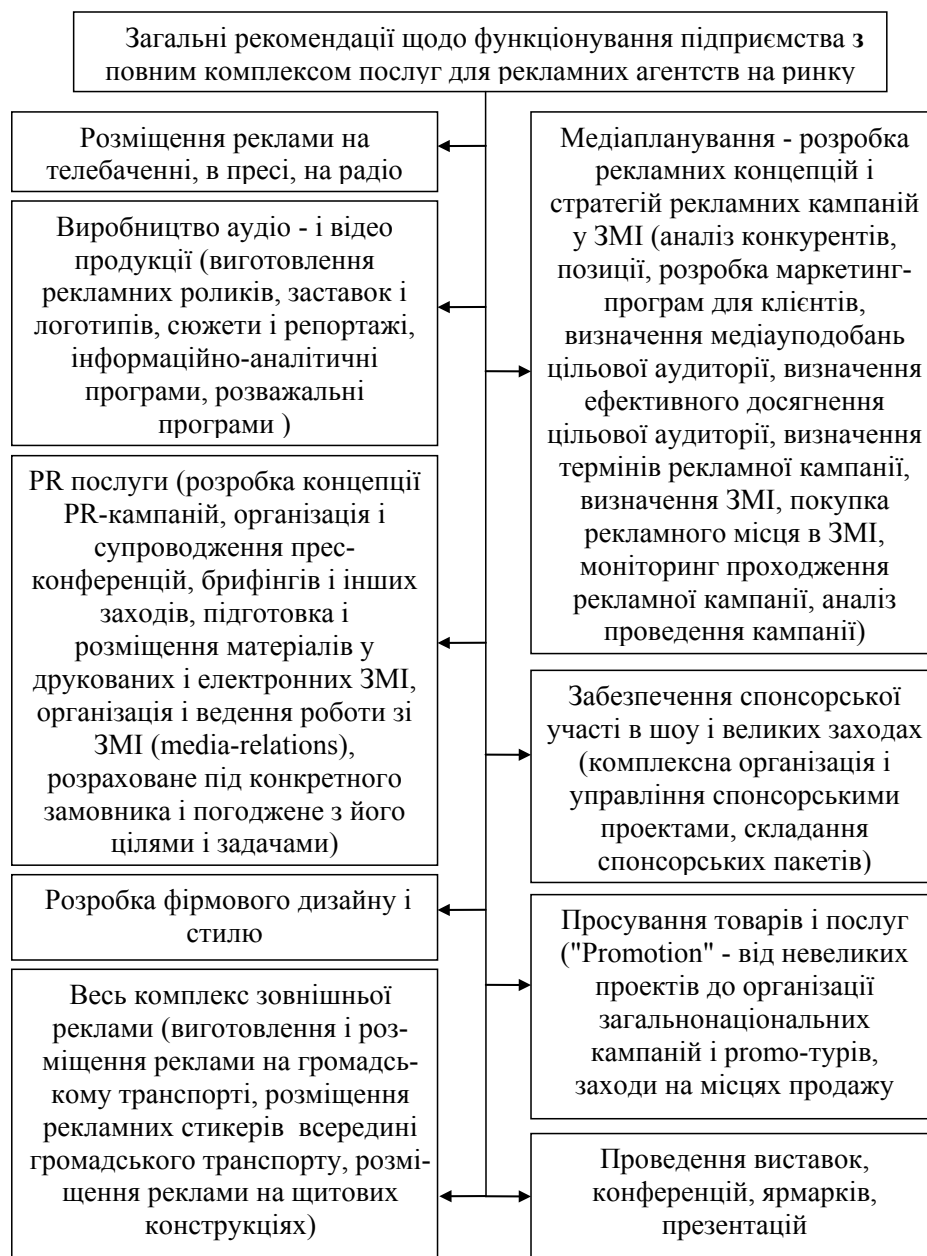 Загальні рекомендації щодо функціонування підприємства з
повним комплексом послуг для рекламних агентств на ринку
Розміщення реклами на
телебаченні, в пресі, на радіо
Виробництво аудіо - і відео
продукції (виготовлення
рекламних роликів, заставок і
логотипів, сюжети і репортажі,
інформаційно-аналітичні
програми, розважальні
програми )
PR послуги (розробка концепції
PR-кампаній, організація і
супроводження прес-
конференцій, брифінгів і інших
заходів, підготовка і
розміщення матеріалів у
друкованих і електронних ЗМІ,
організація і ведення роботи зі
ЗМІ (media-relations),
розраховане під конкретного
замовника і погоджене з його
цілями і задачами)
Розробка фірмового дизайну і
стилю
Весь комплекс зовнішньої
реклами (виготовлення і роз-
міщення реклами на громадсь-
кому транспорті, розміщення
рекламних стикерів всередині
громадського транспорту, розмі-
щення реклами на щитових
конструкціях)
Медіапланування - розробка
рекламних концепцій і
стратегій рекламних кампаній
у ЗМІ (аналіз конкурентів,
позиції, розробка маркетинг-
програм для клієнтів,
визначення медіауподобань
цільової аудиторії, визначення
ефективного досягнення
цільової аудиторії, визначення
термінів рекламної кампанії,
визначення ЗМІ, покупка
рекламного місця в ЗМІ,
моніторинг проходження
рекламної кампанії, аналіз
проведення кампанії)
Забезпечення спонсорської
участі в шоу і великих заходах
(комплексна організація і
управління спонсорськими
проектами, складання
спонсорських пакетів)
Просування товарів і послуг
("Promotion" - від невеликих
проектів до організації
загальнонаціональних
кампаній і promo-турів,
заходи на місцях продажу
Проведення виставок,
конференцій, ярмарків,
презентацій